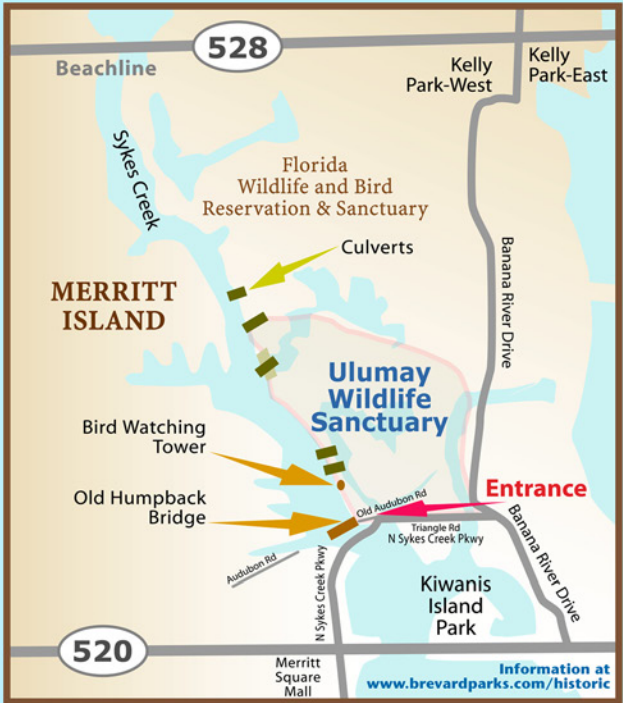 528
Beachline
Kelly
Park-West
Kelly
Park-East
Sykes Creek
Florida
Wildlife and Bird
Reservation & Sanctuary
Culverts
MERRITT
ISLAND
Banana River Drive
Ulumay
Wildlife
Sanctuary
Bird Watching
Tower
Old Humpback
Bridge
Entrance
Old Audubon Rd
Triangle Rd
N Sykes Creek Pkwy
Banana River Drive
Audubon Rd
N Sykes Creek Pkwy
Kiwanis
Island
Park
520
Merritt
Square
Mall
Information at
www.brevardparks.com/historic